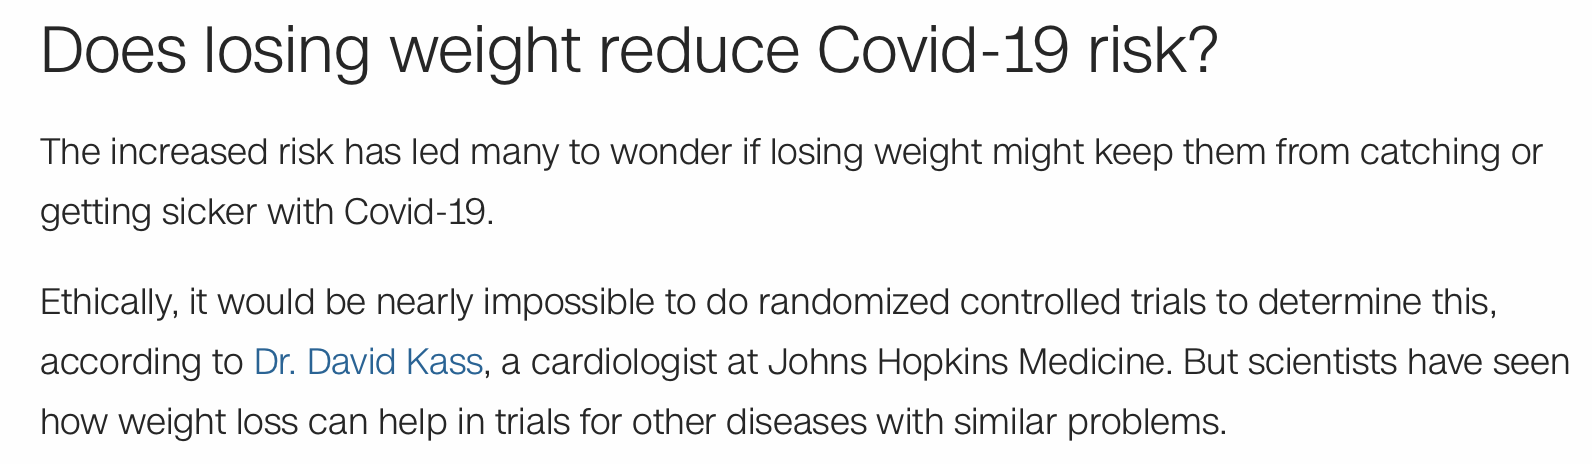 Does losing weight reduce Covid-19 risk?
The increased risk has led many to wonder if losing weight might keep them from catching or
getting sicker with Covid-19.
Ethically, it would be nearly impossible to do randomized controlled trials to determine this,
according to Dr. David Kass, a cardiologist at Johns Hopkins Medicine. But scientists have seen
how weight loss can help in trials for other diseases with similar problems.